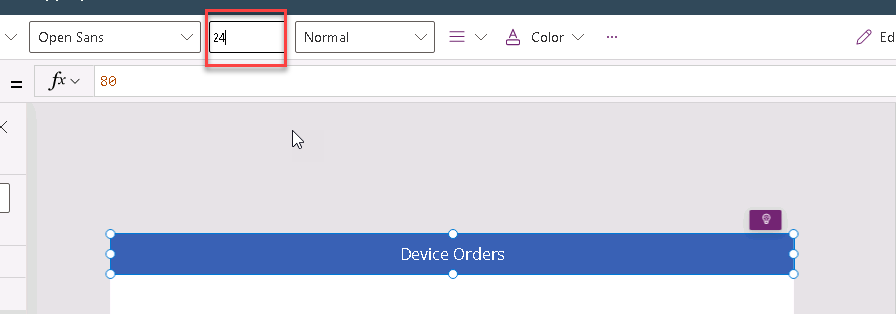 Open Sans
24
Normal
Color
...
Ed
=
fx
80
Device Orders